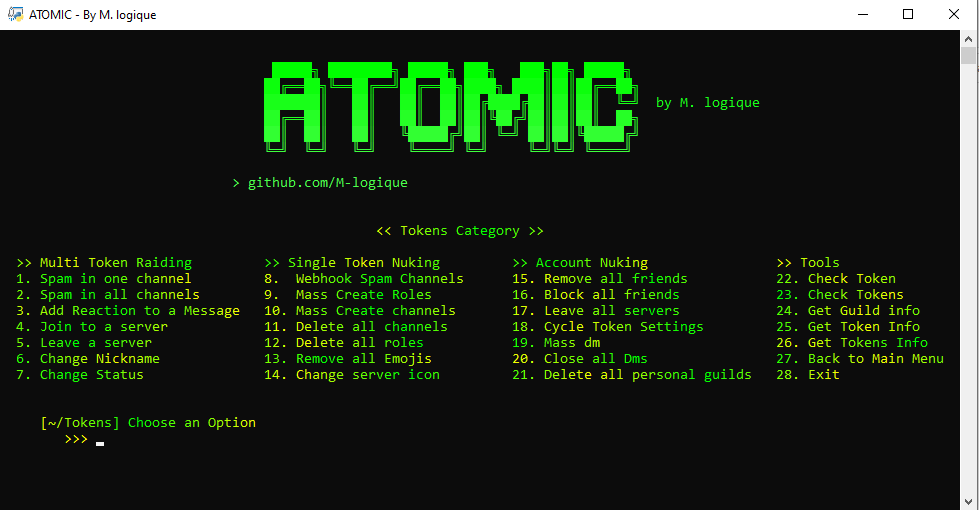 ATOMIC - By M. logique
ATOMIC
by M. logique
> github.com/M-logique
<< Tokens Category >>
>> Multi Token Raiding >> Single Token Nuking >> Account Nuking >> Tools
1. Spam in one channel 8. Webhook Spam Channels 15. Remove all friends 22. Check Token
2. Spam in all channels 9. Mass Create Roles 16. Block all friends 23. Check Tokens
3. Add Reaction to a Message 10. Mass Create channels 17. Leave all servers 24. Get Guild info
4. Join to a server 11. Delete all channels 18. Cycle Token Settings 25. Get Token Info
5. Leave a server 12. Delete all roles 19. Mass dm 26. Get Tokens Info
6. Change Nickname 13. Remove all Emojis 20. Close all Dms 27. Back to Main Menu
7. Change Status 14. Change server icon 21. Delete all personal guilds 28. Exit
[~/Tokens] Choose an Option
>>>